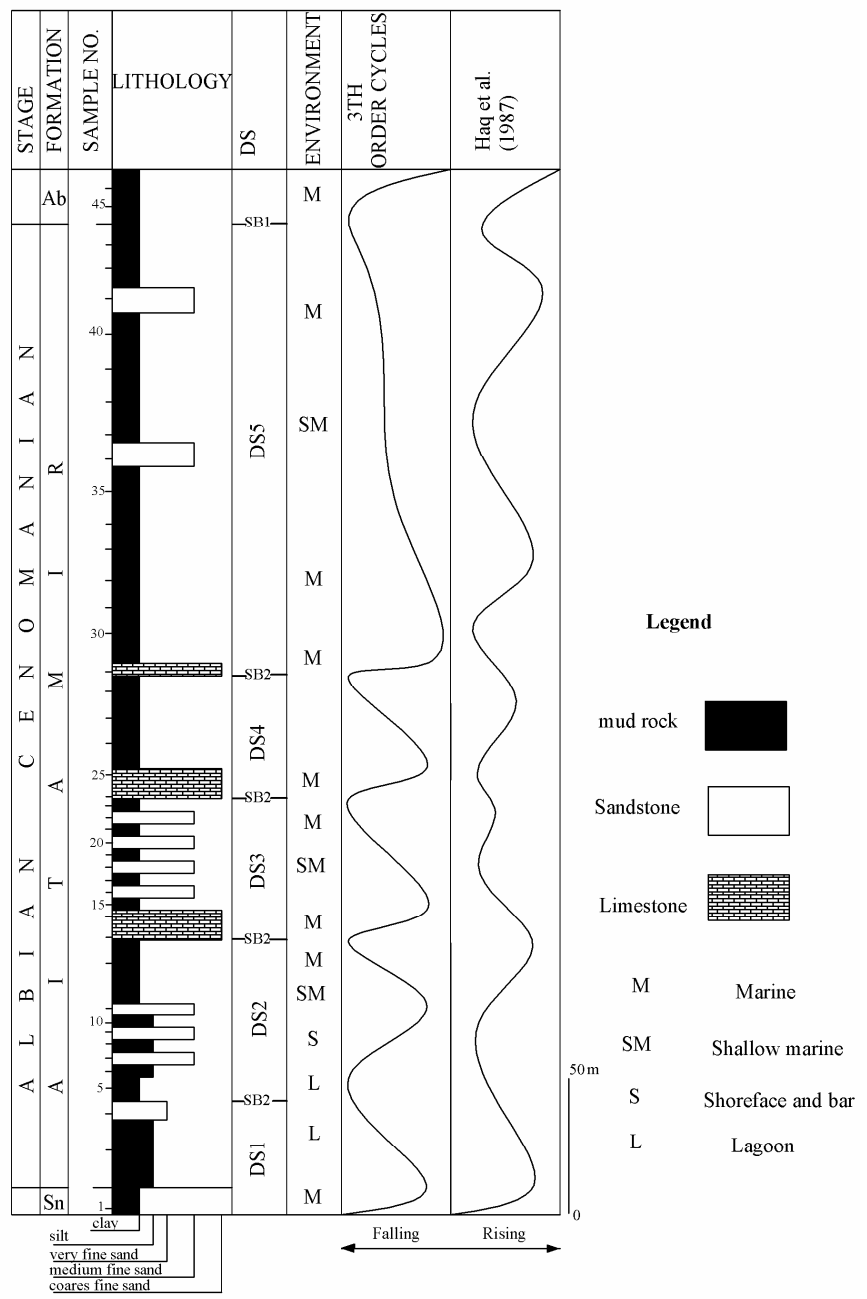 STAGE
FORMATION
SAMPLE NO.
LITHOLOGY
DS
ENVIRONMENT
3TH
ORDER CYCLES
Haq et al.
(1987)
ALBIAN CENOMANIAN
Ab
AITAMIR
Sn
45
40
35
30
25
20
15
10
5
1
SB1
DS5
SB2
DS4
SB2
DS3
SB2
DS2
SB2
DS1
M
M
SM
M
M
M
M
SM
M
M
SM
S
L
L
M
clay
silt
very fine sand
medium fine sand
coares fine sand
Falling
Rising
50 m
0
Legend
mud rock
Sandstone
Limestone
M Marine
SM Shallow marine
S Shoreface and bar
L Lagoon